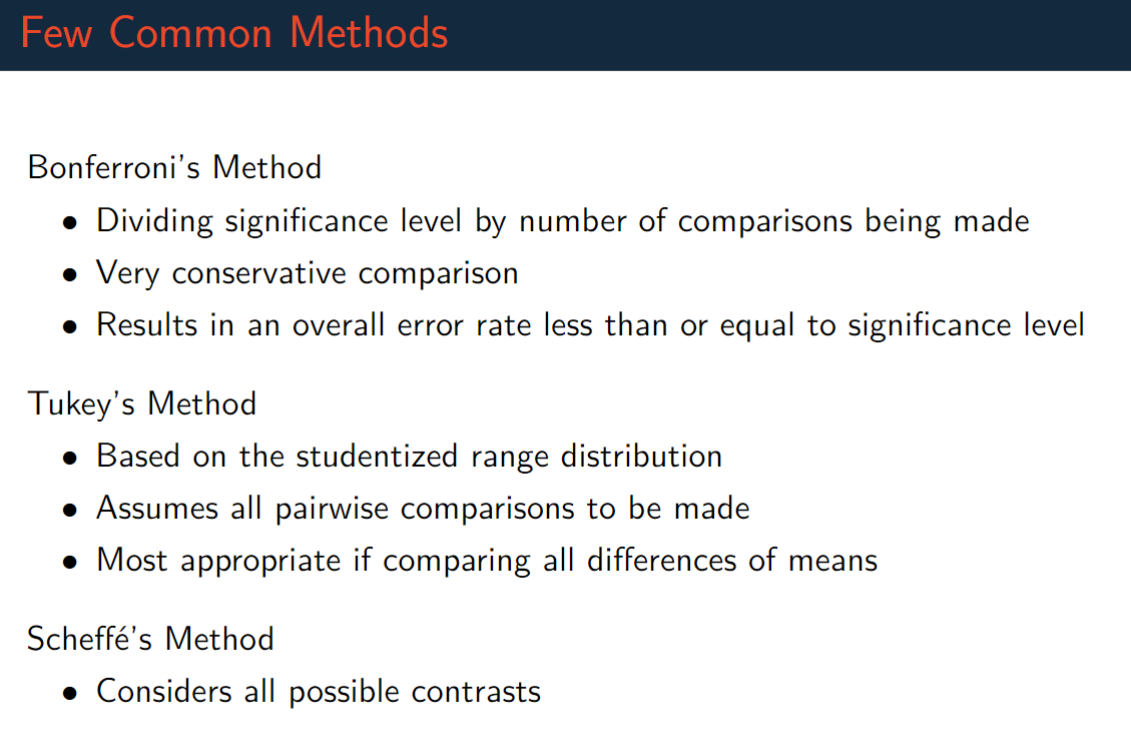 Few Common Methods
Bonferroni's Method
• Dividing significance level by number of comparisons being made
• Very conservative comparison
• Results in an overall error rate less than or equal to significance level
Tukey's Method
• Based on the studentized range distribution
• Assumes all pairwise comparisons to be made
• Most appropriate if comparing all differences of means
Scheffé's Method
• Considers all possible contrasts